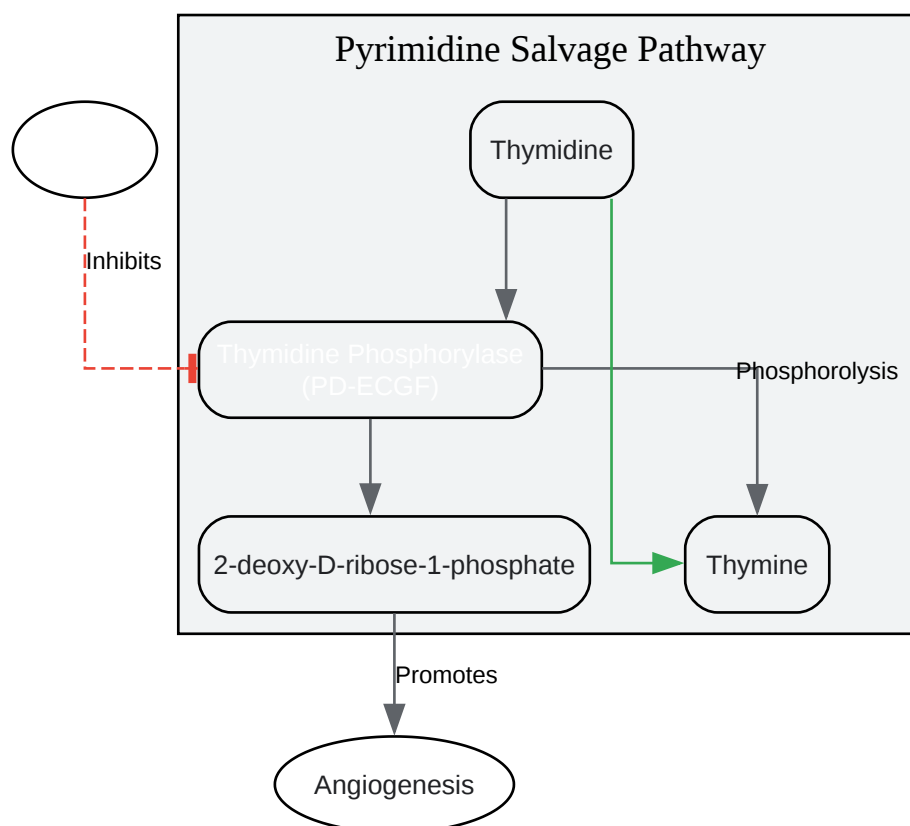 Pyrimidine Salvage Pathway
Thymidine
Inhibits
Thymidine Phosphorylase
(PD-ECGF)
Phosphorolysis
2-deoxy-D-ribose-1-phosphate
Thymine
Promotes
Angiogenesis